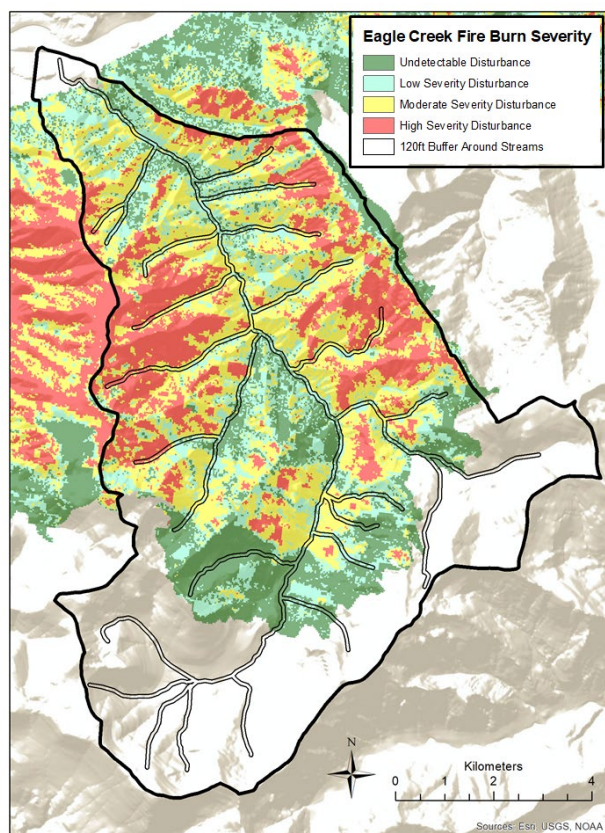 Eagle Creek Fire Burn Severity
Undetectable Disturbance
Low Severity Disturbance
Moderate Severity Disturbance
High Severity Disturbance
120ft Buffer Around Streams
N
Kilometers
0 1 2 4
Sources: Esri, USGS, NOAA